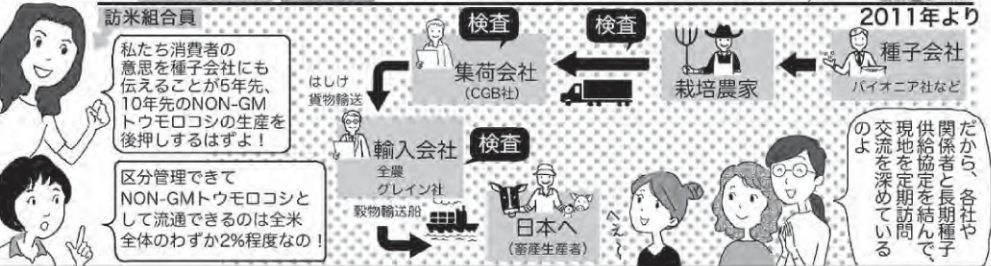 訪米組合員
私たち消費者の
意思を種子会社にも
伝えることが5年先、
10年先のNON-GM
トウモロコシの生産を
後押しするはずよ！
区分管理できて
NON-GMトウモロコシと
して流通できるのは全米
全体のわずか2%程度なの！
2011年より
種子会社
パイオニア社など
栽培農家
検査
検査
集荷会社
(CGB社)
はしけ
貨物輸送
輸入会社
全農
グレイン社
検査
穀物輸送船
日本へ
(畜産生産者)
へぇ〜
だから、各社や
関係者と長期種子
供給協定を結んで、
現地を定期訪問
交流を深めている
のよ